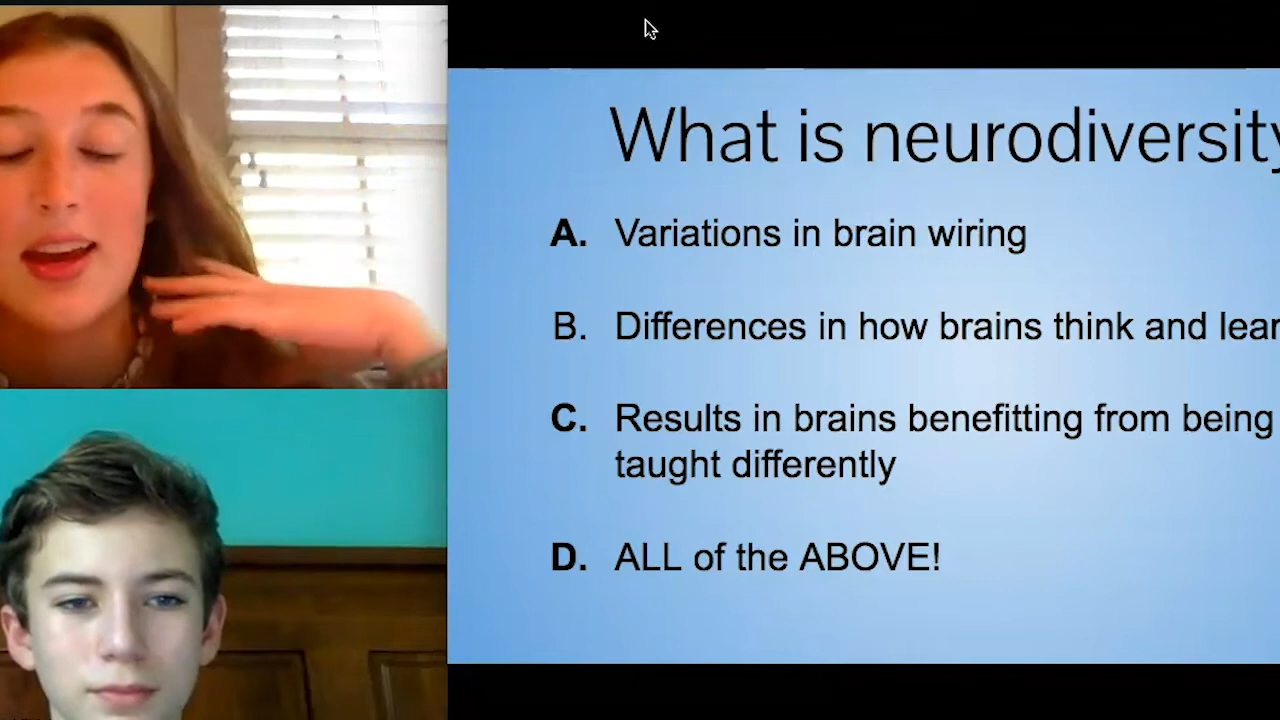 What is neurodiversity
A. Variations in brain wiring
B. Differences in how brains think and lear
C. Results in brains benefitting from being
taught differently
D. ALL of the ABOVE!